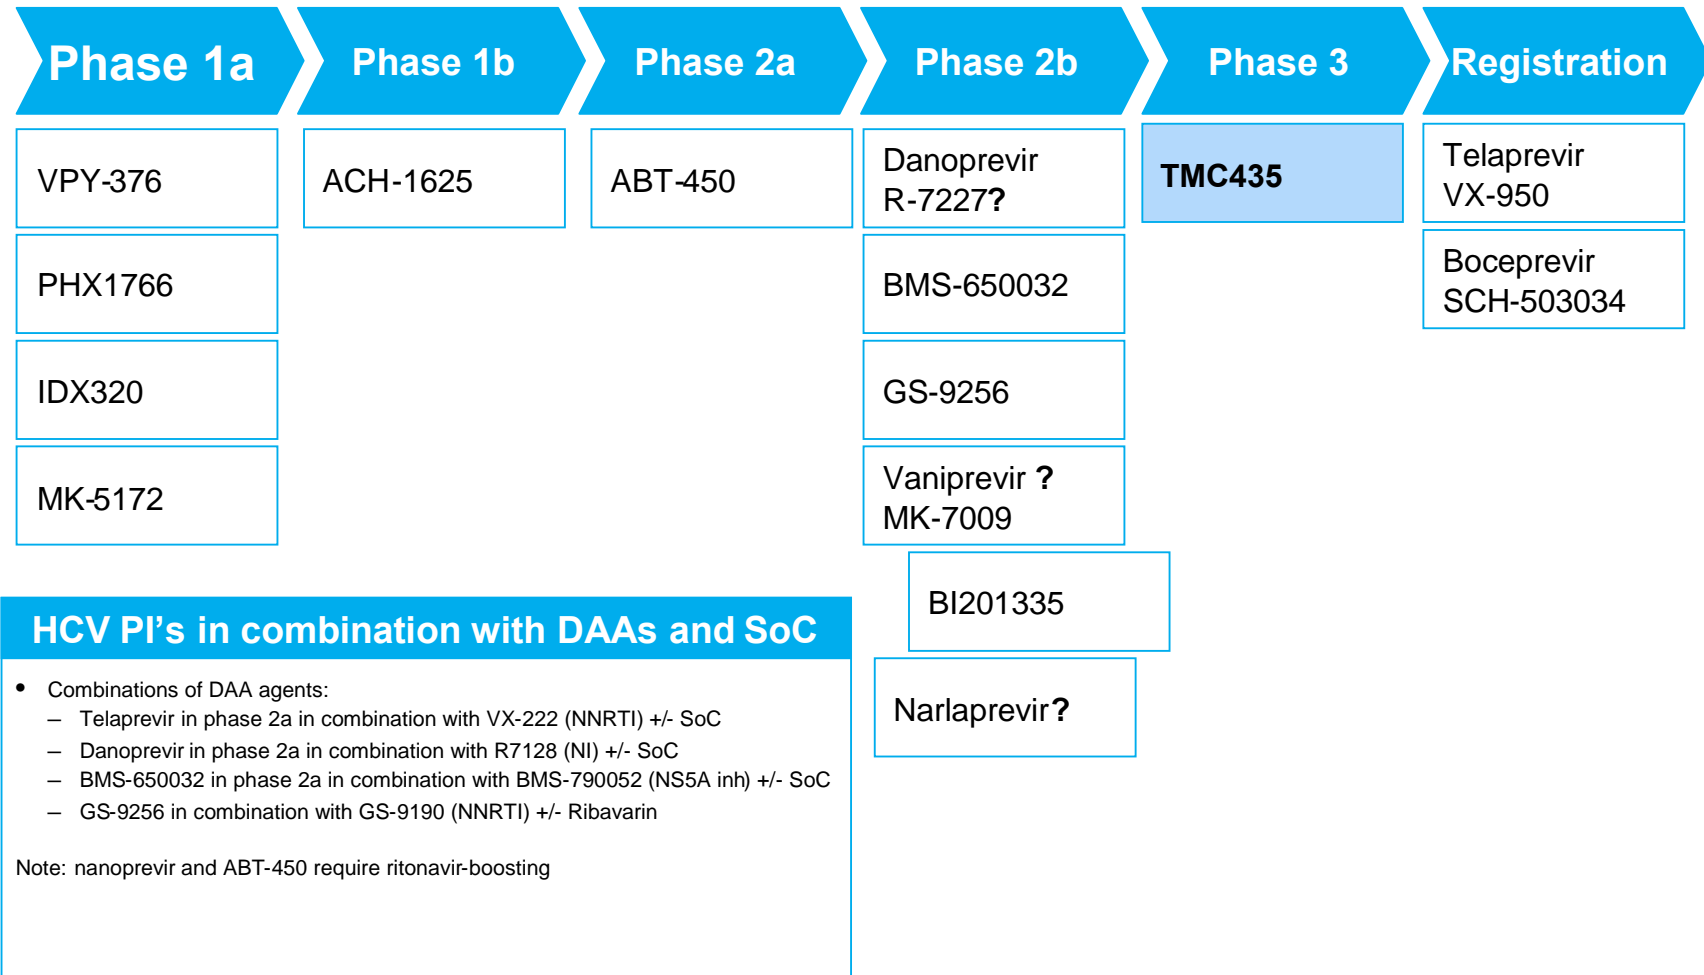 Phase 1a
Phase 1b
Phase 2a
Phase 2b
Phase 3
Registration
VPY-376
PHX1766
IDX320
MK-5172
ACH-1625
ABT-450
Danoprevir
R-7227?
BMS-650032
GS-9256
Vaniprevir ?
MK-7009
BI201335
Narlaprevir?
TMC435
Telaprevir
VX-950
Boceprevir
SCH-503034
HCV PI’s in combination with DAAs and SoC
• Combinations of DAA agents:
– Telaprevir in phase 2a in combination with VX-222 (NNRTI) +/- SoC
– Danoprevir in phase 2a in combination with R7128 (NI) +/- SoC
– BMS-650032 in phase 2a in combination with BMS-790052 (NS5A inh) +/- SoC
– GS-9256 in combination with GS-9190 (NNRTI) +/- Ribavarin
Note: nanoprevir and ABT-450 require ritonavir-boosting